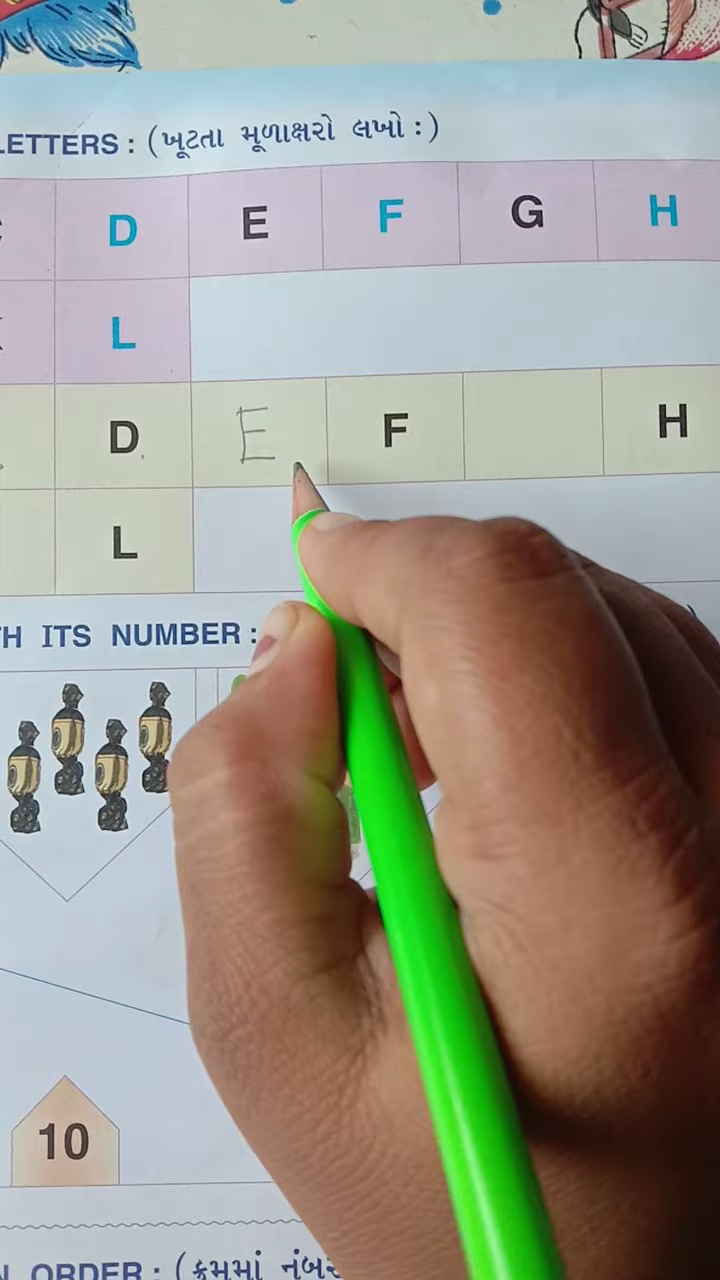 LETTERS : (ખૂટતા મૂળાક્ષરો લખો :)
D E F G H
L
D E F H
L
ITS NUMBER :
10
ORDER : (ક્રમમાં